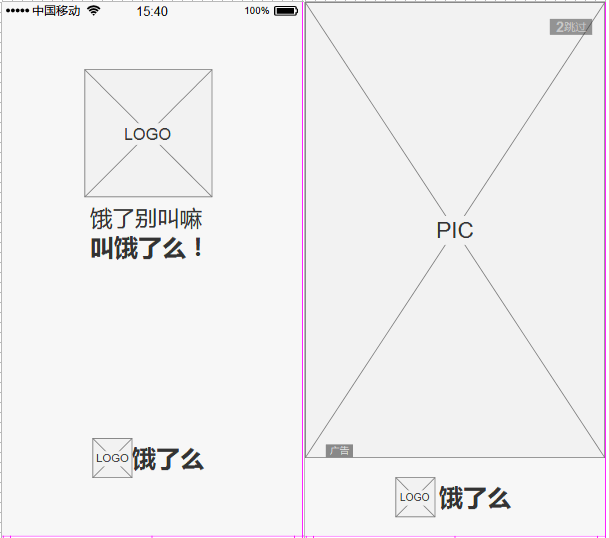 中国移动
15:40
100%
LOGO
饿了别叫嘛
叫饿了么！
LOGO
饿了么
2跳过
PIC
广告
LOGO
饿了么